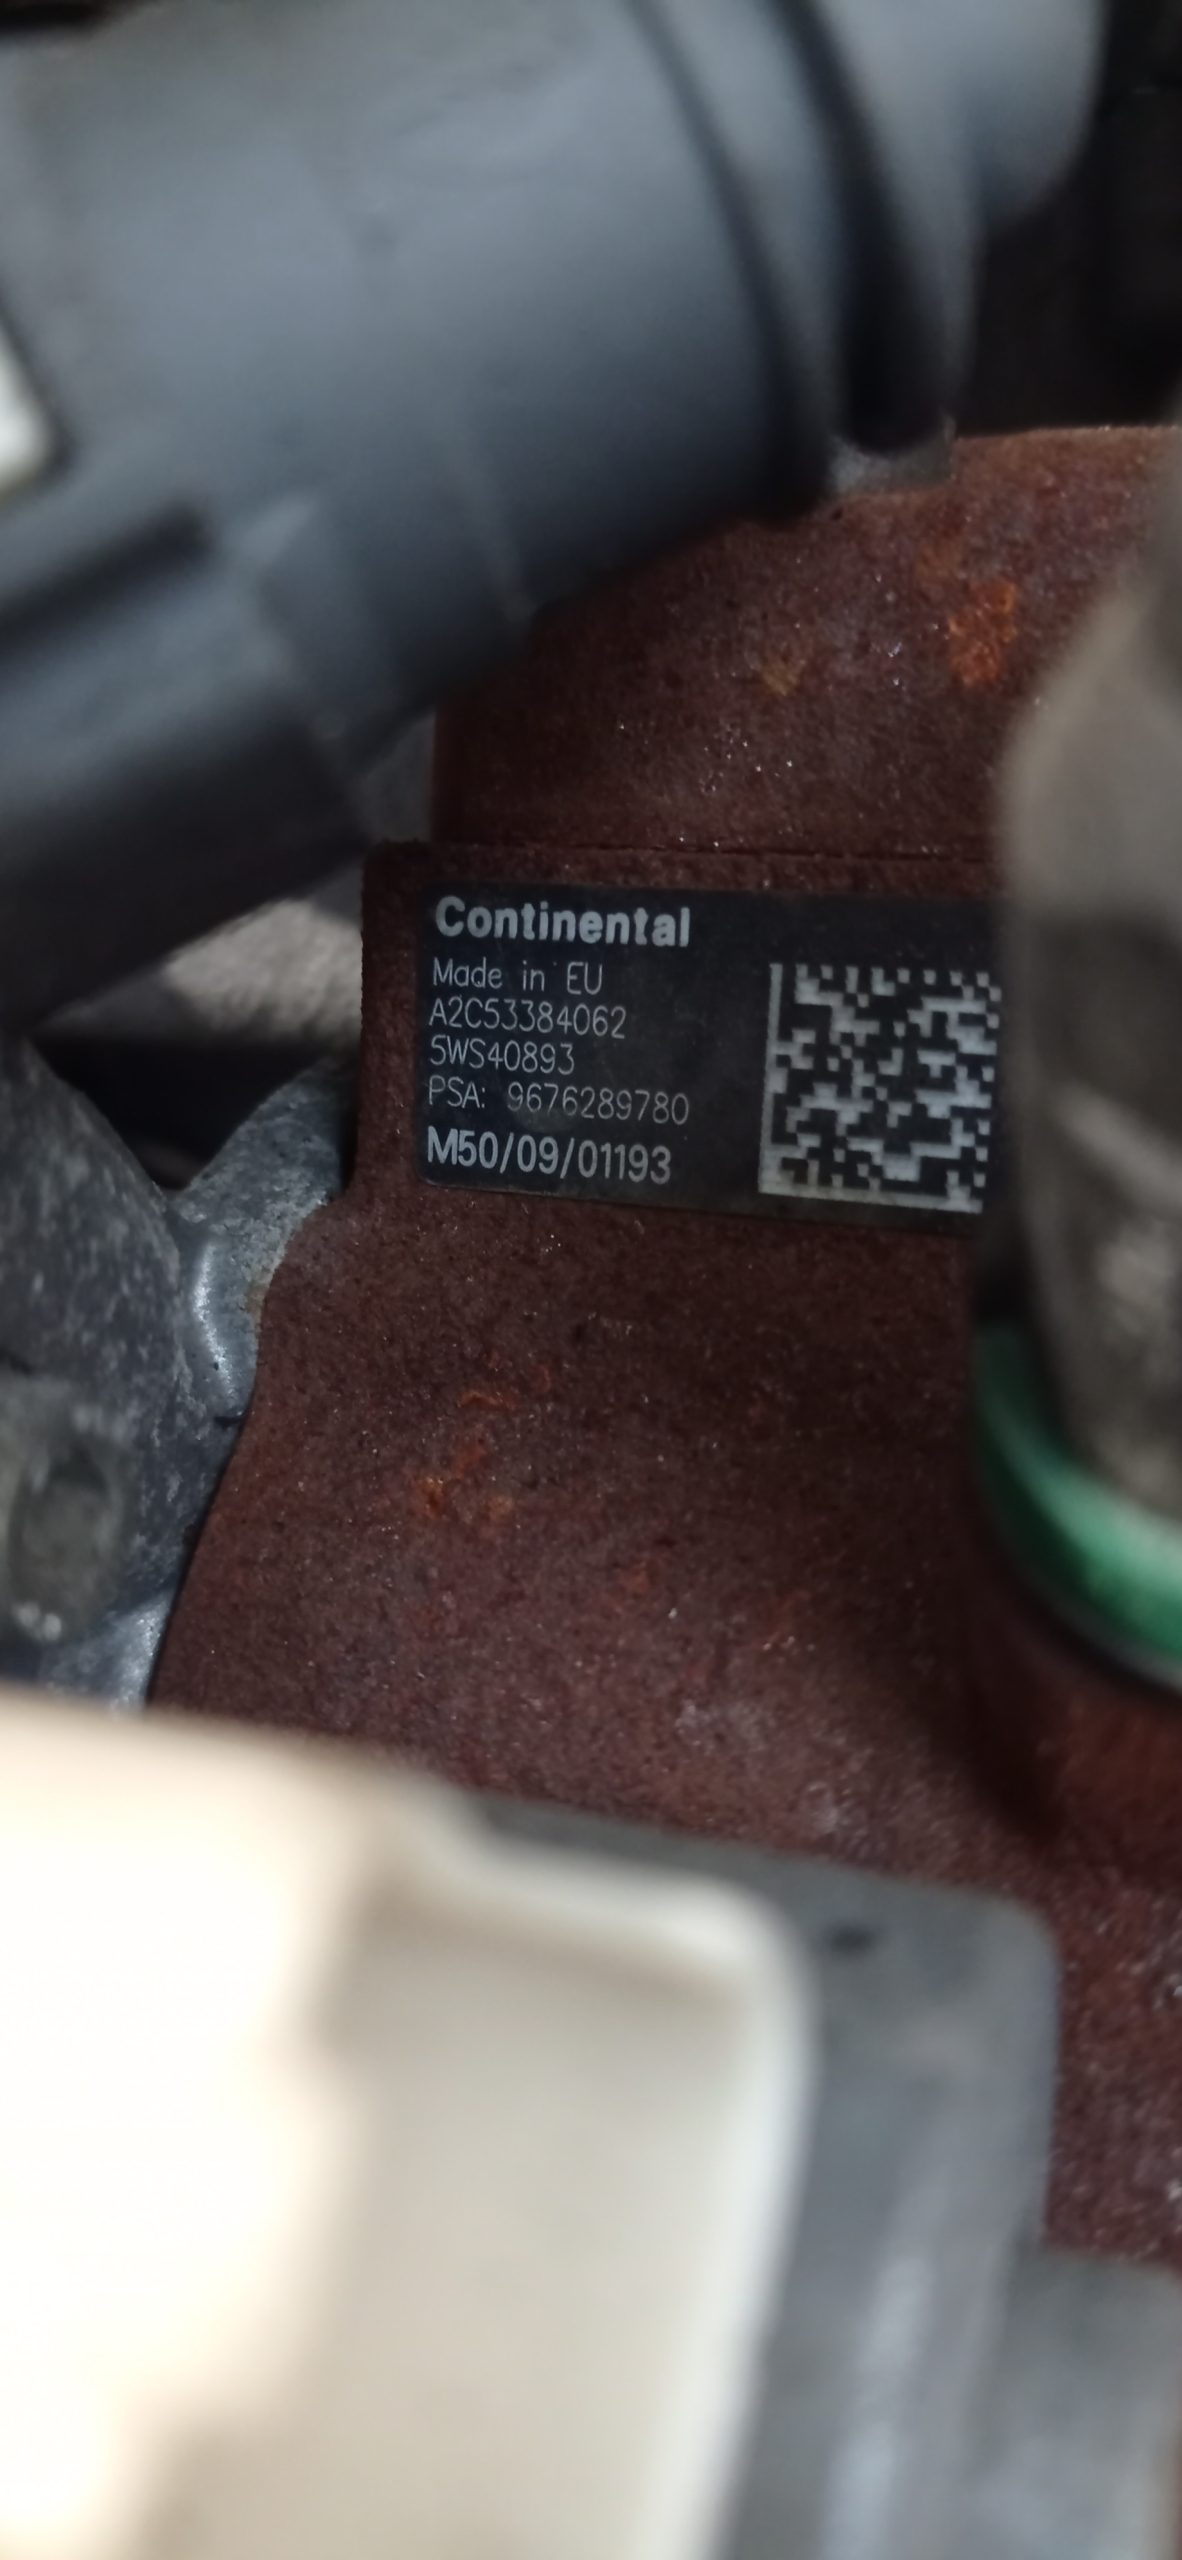 Continental
Made in EU
A2C53384062
5WS40893
PSA: 9676289780
M50/09/01193